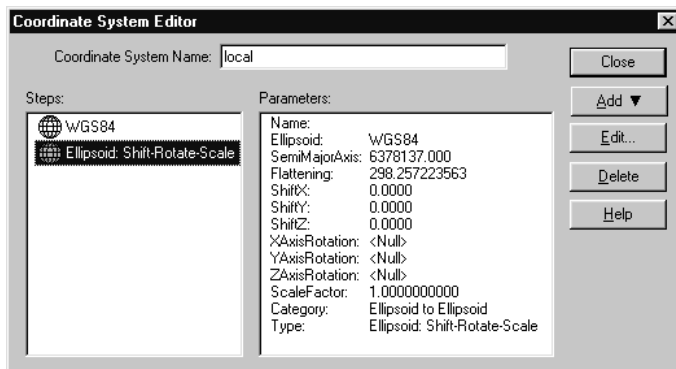 Coordinate System Editor
Coordinate System Name: local
Close
Steps:
Parameters:
Add ▼
WGS84
Ellipsoid: Shift-Rotate-Scale
Name:
Ellipsoid: WGS84
SemiMajorAxis: 6378137.000
Flattening: 298.257223563
ShiftX: 0.0000
ShiftY: 0.0000
ShiftZ: 0.0000
XAxisRotation: <Null>
YAxisRotation: <Null>
ZAxisRotation: <Null>
ScaleFactor: 1.0000000000
Category: Ellipsoid to Ellipsoid
Type: Ellipsoid: Shift-Rotate-Scale
Edit...
Delete
Help